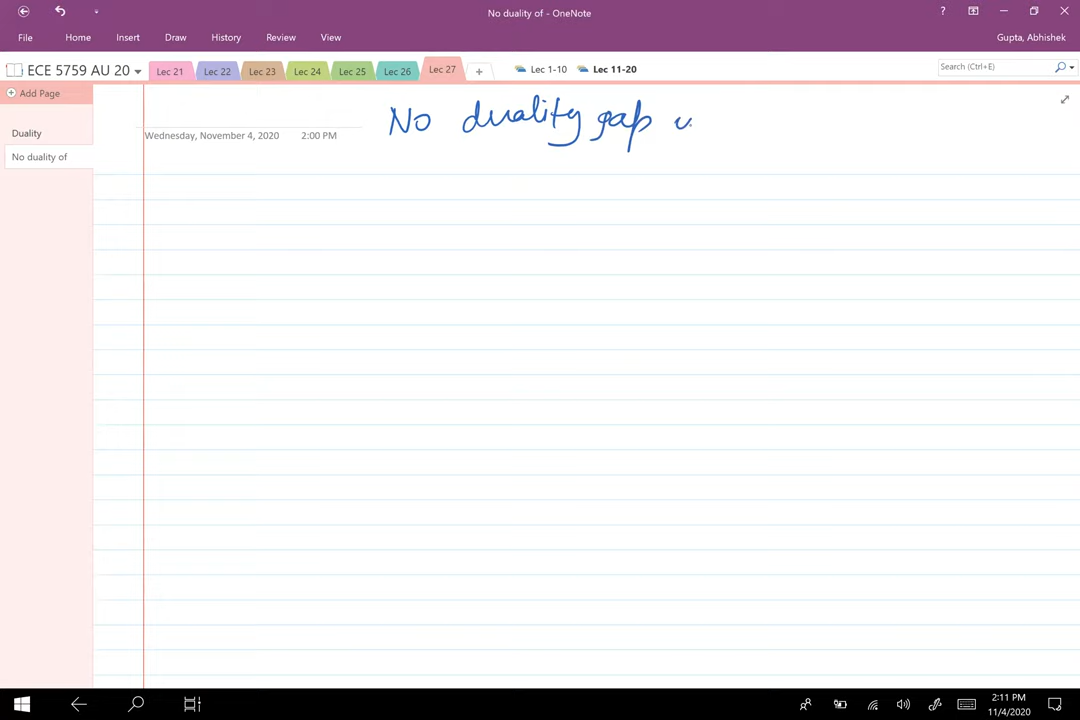 No duality of - OneNote
?
File Home Insert Draw History Review View
Gupta, Abhishek
ECE 5759 AU 20
Lec 21 Lec 22 Lec 23 Lec 24 Lec 25 Lec 26 Lec 27 + Lec 1-10 Lec 11-20
Search (Ctrl+E)
Add Page
Duality
No duality of
No duality gap
Wednesday, November 4, 2020 2:00 PM
2:11 PM
11/4/2020